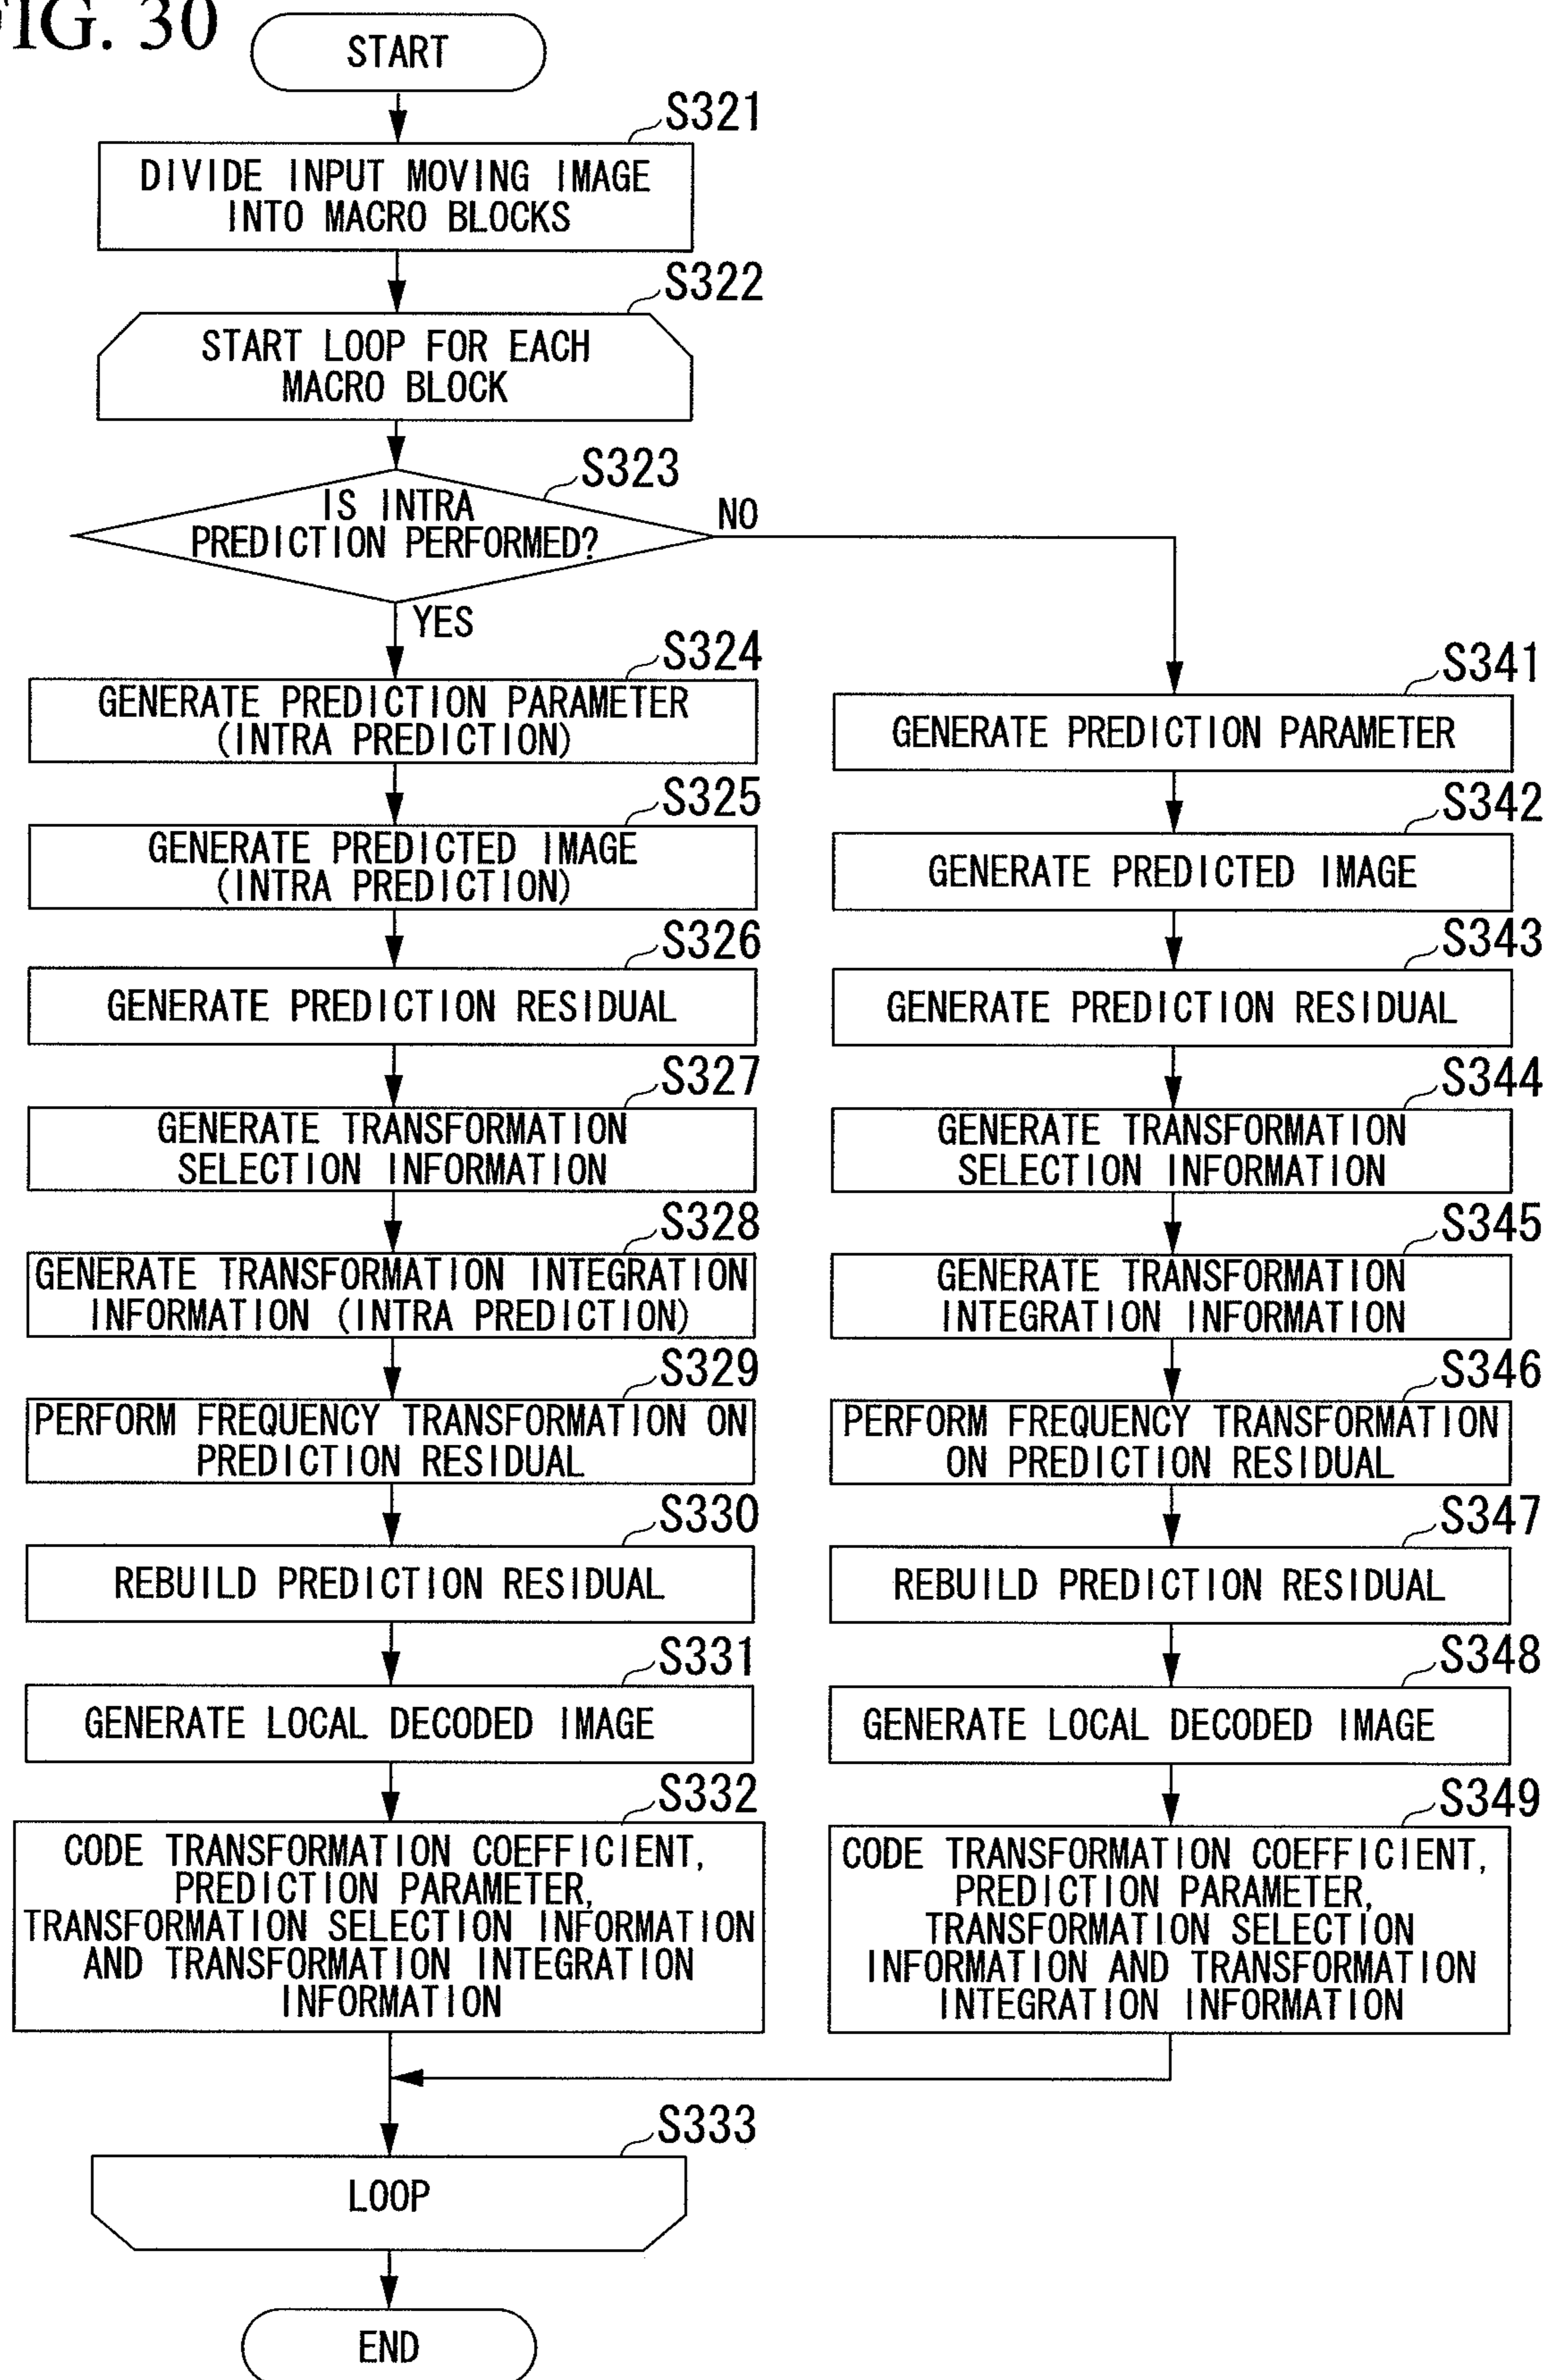 FIG. 30
START
S321
DIVIDE INPUT MOVING IMAGE
INTO MACRO BLOCKS
S322
START LOOP FOR EACH
MACRO BLOCK
S323
IS INTRA
PREDICTION PERFORMED?
NO
YES
S324
GENERATE PREDICTION PARAMETER
(INTRA PREDICTION)
S325
GENERATE PREDICTED IMAGE
(INTRA PREDICTION)
S326
GENERATE PREDICTION RESIDUAL
S327
GENERATE TRANSFORMATION
SELECTION INFORMATION
S328
GENERATE TRANSFORMATION INTEGRATION
INFORMATION (INTRA PREDICTION)
S329
PERFORM FREQUENCY TRANSFORMATION ON
PREDICTION RESIDUAL
S330
REBUILD PREDICTION RESIDUAL
S331
GENERATE LOCAL DECODED IMAGE
S332
CODE TRANSFORMATION COEFFICIENT,
PREDICTION PARAMETER,
TRANSFORMATION SELECTION INFORMATION
AND TRANSFORMATION INTEGRATION
INFORMATION
S341
GENERATE PREDICTION PARAMETER
S342
GENERATE PREDICTED IMAGE
S343
GENERATE PREDICTION RESIDUAL
S344
GENERATE TRANSFORMATION
SELECTION INFORMATION
S345
GENERATE TRANSFORMATION
INTEGRATION INFORMATION
S346
PERFORM FREQUENCY TRANSFORMATION
ON PREDICTION RESIDUAL
S347
REBUILD PREDICTION RESIDUAL
S348
GENERATE LOCAL DECODED IMAGE
S349
CODE TRANSFORMATION COEFFICIENT,
PREDICTION PARAMETER,
TRANSFORMATION SELECTION
INFORMATION AND TRANSFORMATION
INTEGRATION INFORMATION
S333
LOOP
END